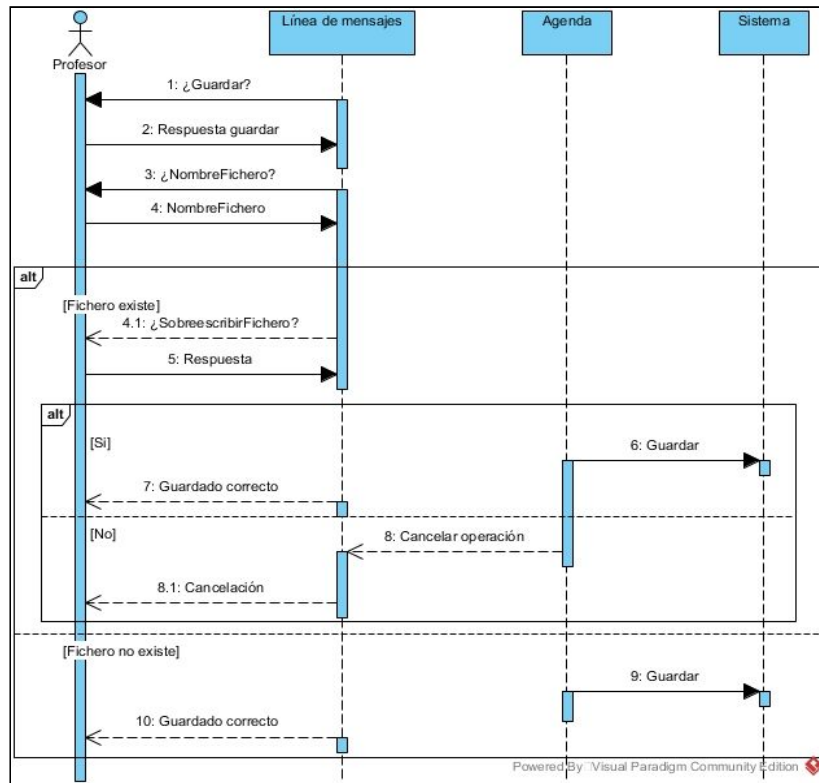 Línea de mensajes
Agenda
Sistema
Profesor
1: ¿Guardar?
2: Respuesta guardar
3: ¿NombreFichero?
4: NombreFichero
alt
[Fichero existe]
4.1: ¿SobreescribirFichero?
5: Respuesta
alt
[Si]
6: Guardar
7: Guardado correcto
[No]
8: Cancelar operación
8.1: Cancelación
[Fichero no existe]
9: Guardar
10: Guardado correcto
Powered By Visual Paradigm Community Edition